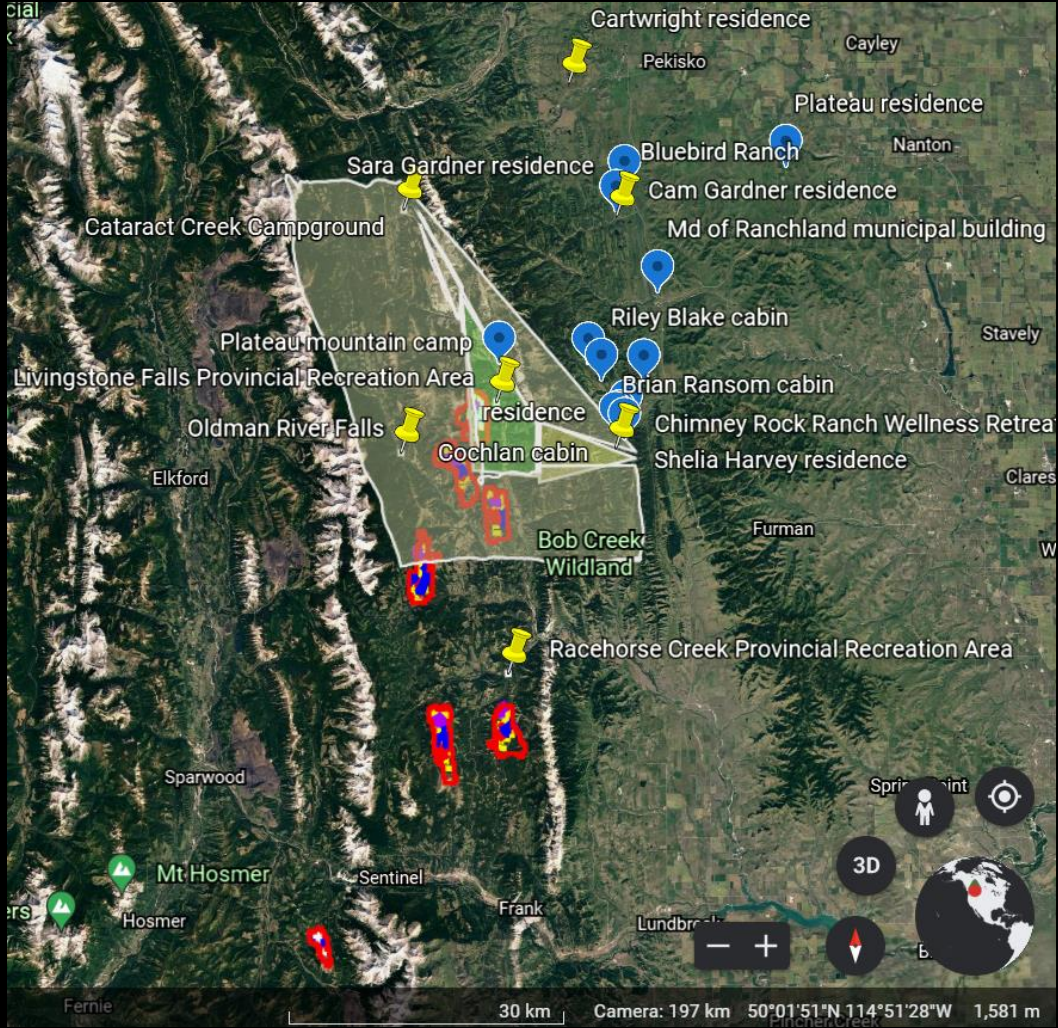 cial
Cartwright residence
Cayley
Pekisko
Plateau residence
Nanton
Bluebird Ranch
Sara Gardner residence
Cam Gardner residence
Cataract Creek Campground
Md of Ranchland municipal building
Riley Blake cabin
Stavely
Plateau mountain camp
Livingstone Falls Provincial Recreation Area
Brian Ransom cabin
residence
Oldman River Falls
Chimney Rock Ranch Wellness Retreat
Cochlan cabin
Shelia Harvey residence
Elkford
Clares
Furman
Bob Creek
Wildland
W
Racehorse Creek Provincial Recreation Area
Sparwood
3D
Mt Hosmer
Sentinel
ers
Hosmer
Frank
Fernie
30 km
Camera: 197 km 50°01'51"N 114°51'28"W 1,581 m
Pincher Creek